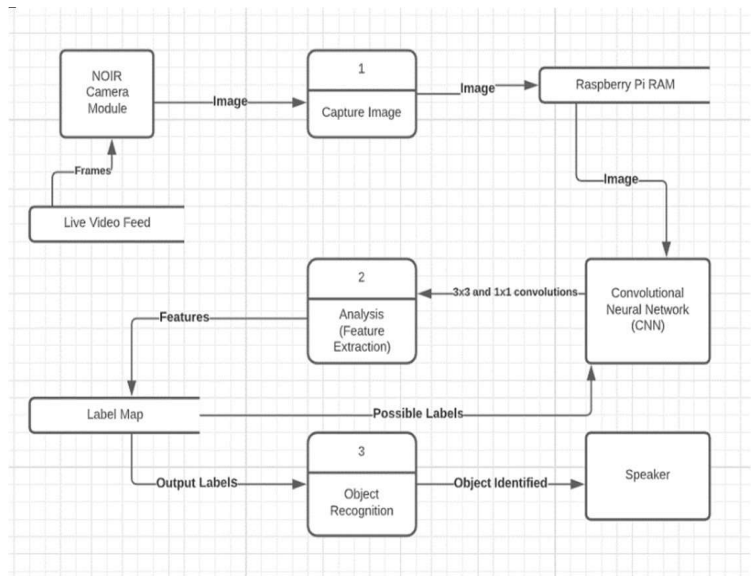 NOIR
Camera
Module
Image
1
Capture Image
Image
Raspberry Pi RAM
Frames
Live Video Feed
Image
Convolutional
Neural Network
(CNN)
3x3 and 1x1 convolutions
2
Analysis
(Feature
Extraction)
Features
Label Map
Possible Labels
Output Labels
3
Object
Recognition
Object Identified
Speaker